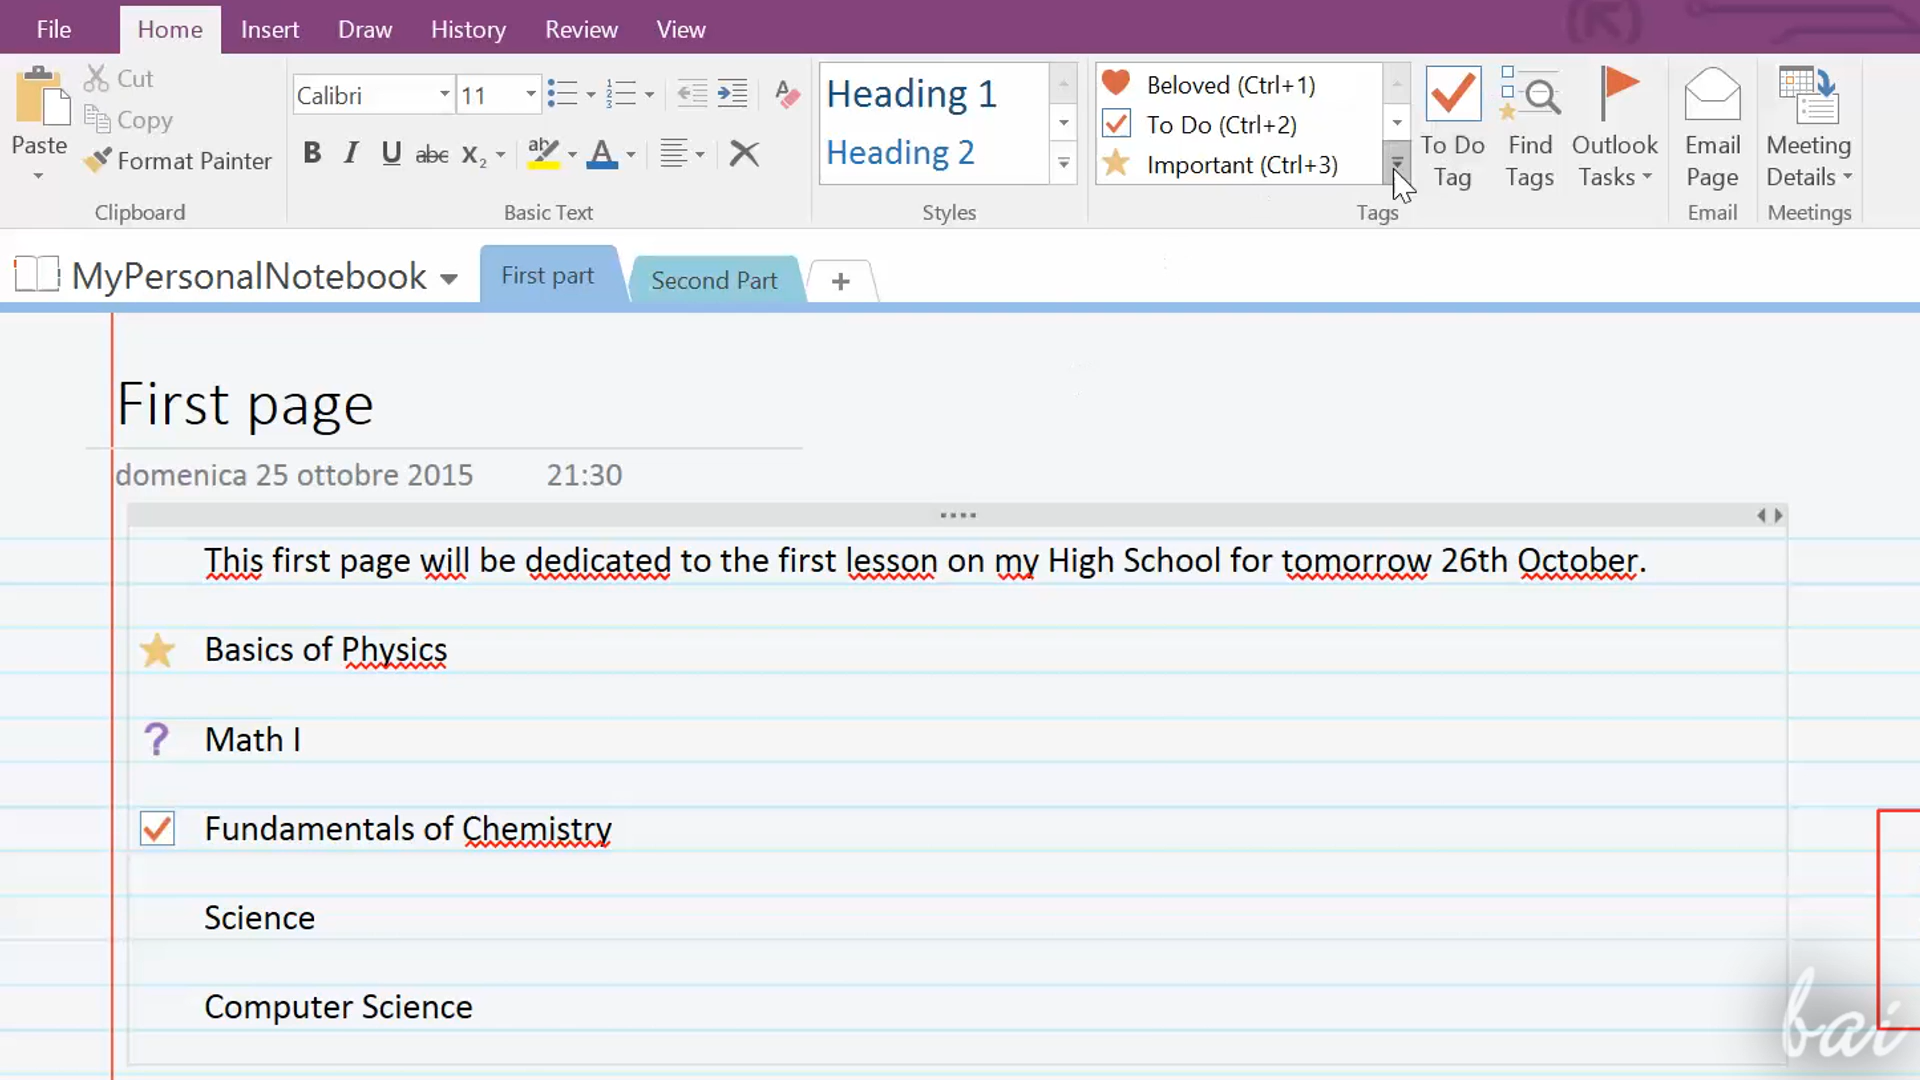 File Home Insert Draw History Review View
Cut
Copy
Format Painter
Paste
Clipboard
Calibri 11
B I U abc X2 A
Basic Text
Heading 1
Heading 2
Styles
Beloved (Ctrl+1)
To Do (Ctrl+2)
Important (Ctrl+3)
To Do Tag
Find Tags
Outlook Tasks
Tags
Email Page
Email
Meeting Details
Meetings
MyPersonalNotebook First part Second Part +
First page
domenica 25 ottobre 2015 21:30
This first page will be dedicated to the first lesson on my High School for tomorrow 26th October.
Basics of Physics
? Math I
Fundamentals of Chemistry
Science
Computer Science
bai